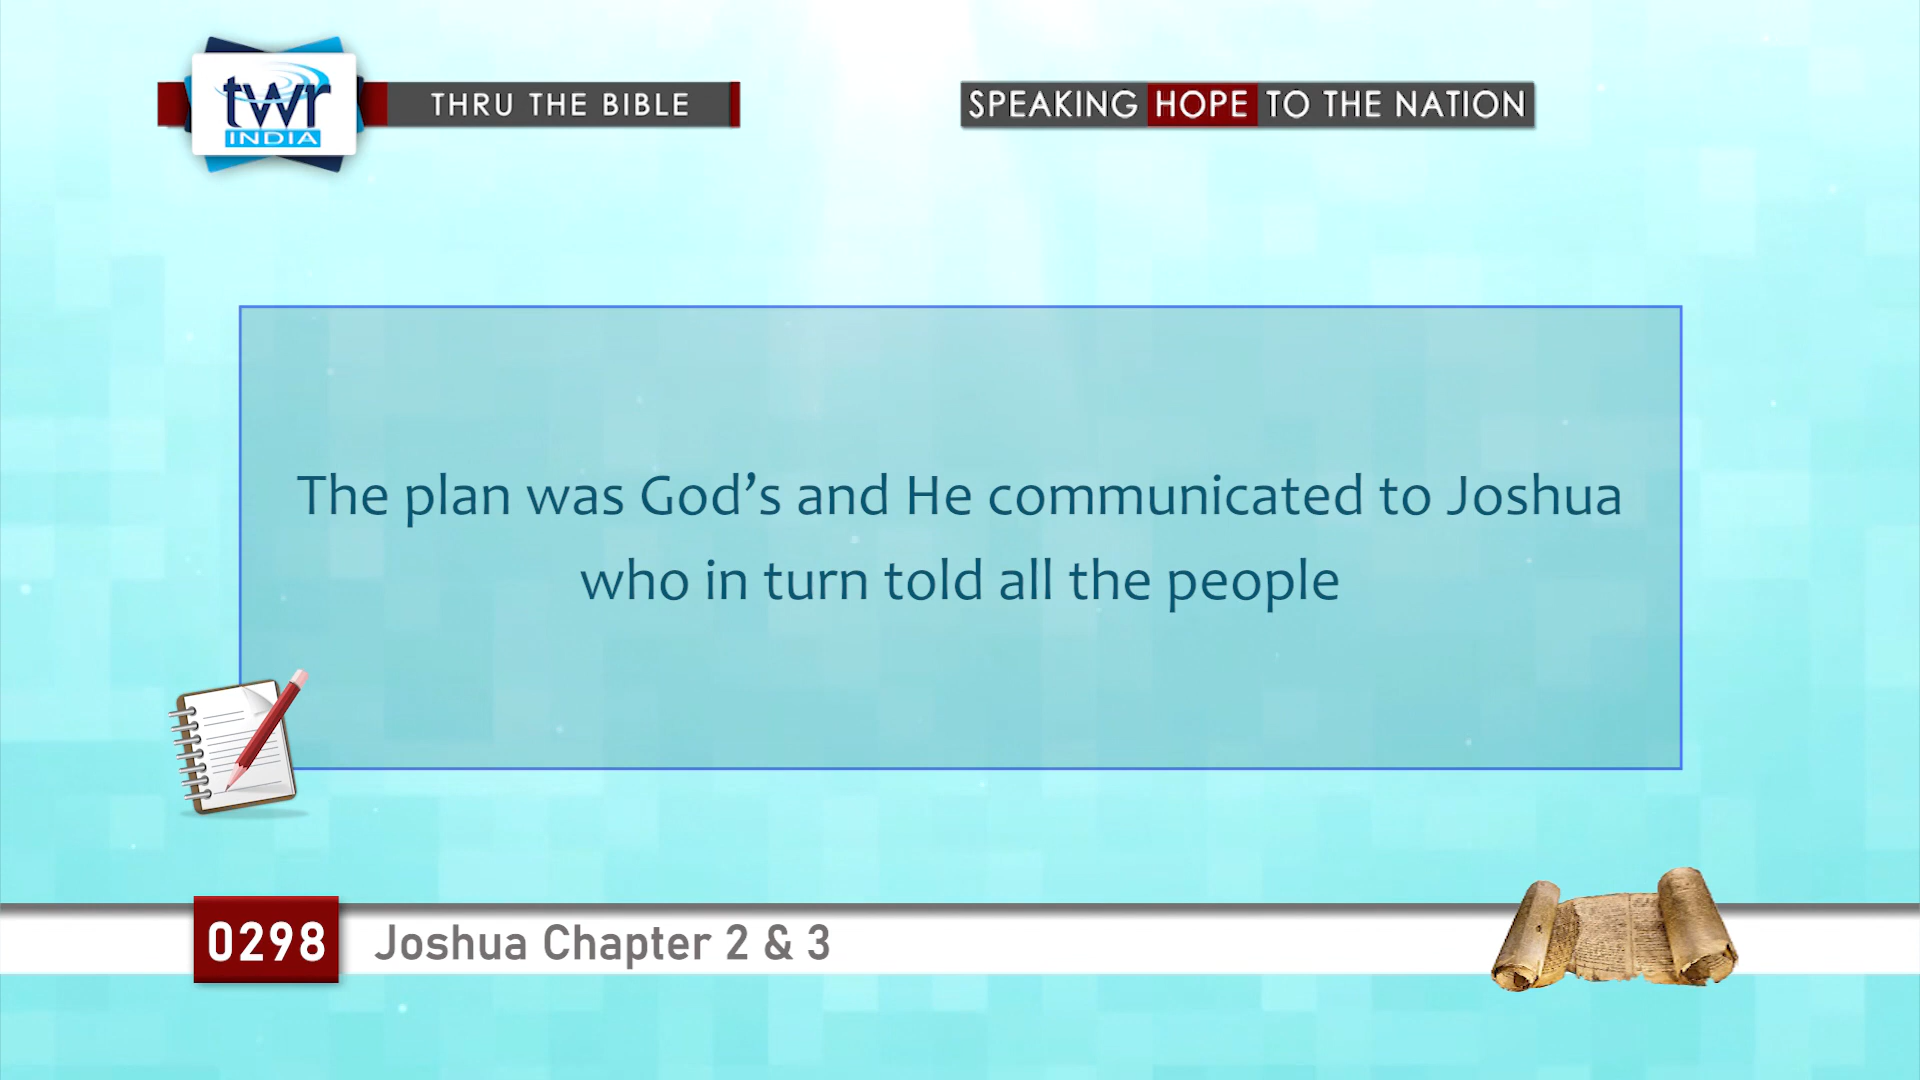 twr
INDIA
THRU THE BIBLE
SPEAKING HOPE TO THE NATION
The plan was God’s and He communicated to Joshua
who in turn told all the people
0298
Joshua Chapter 2 & 3